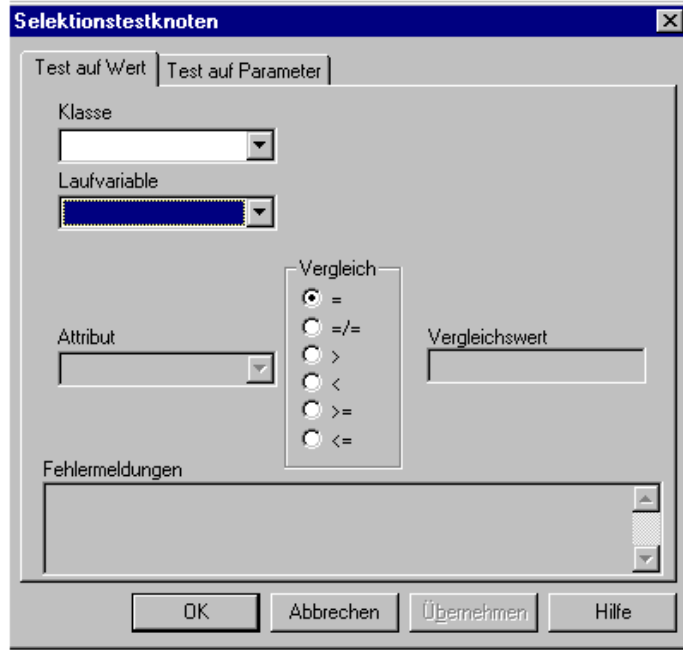 Selektionstestknoten
Test auf Wert
Test auf Parameter
Klasse
Laufvariable
Vergleich
=
=/=
>
<
>=
<=
Attribut
Vergleichswert
Fehlermeldungen
OK
Abbrechen
Übernehmen
Hilfe